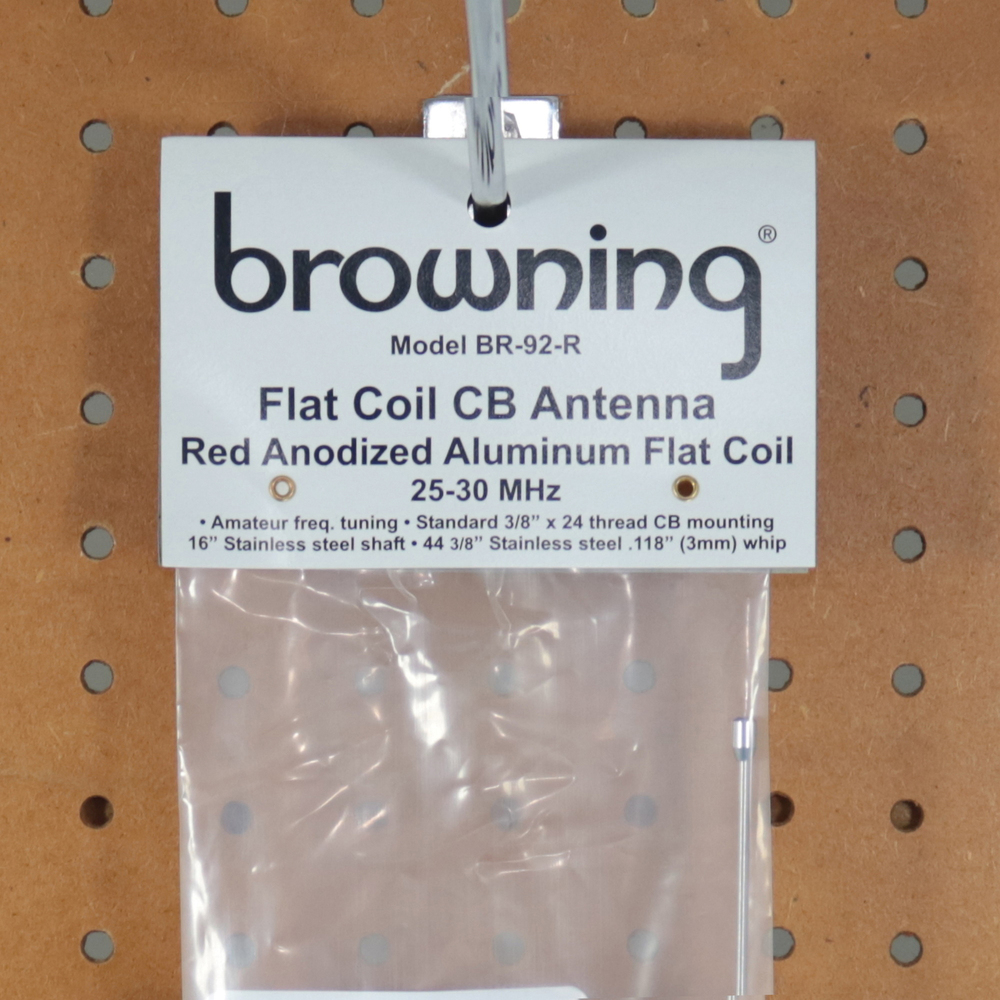 browning®
Model BR-92-R
Flat Coil CB Antenna
Red Anodized Aluminum Flat Coil
25-30 MHz
• Amateur freq. tuning • Standard 3/8” x 24 thread CB mounting
16” Stainless steel shaft • 44 3/8” Stainless steel .118” (3mm) whip